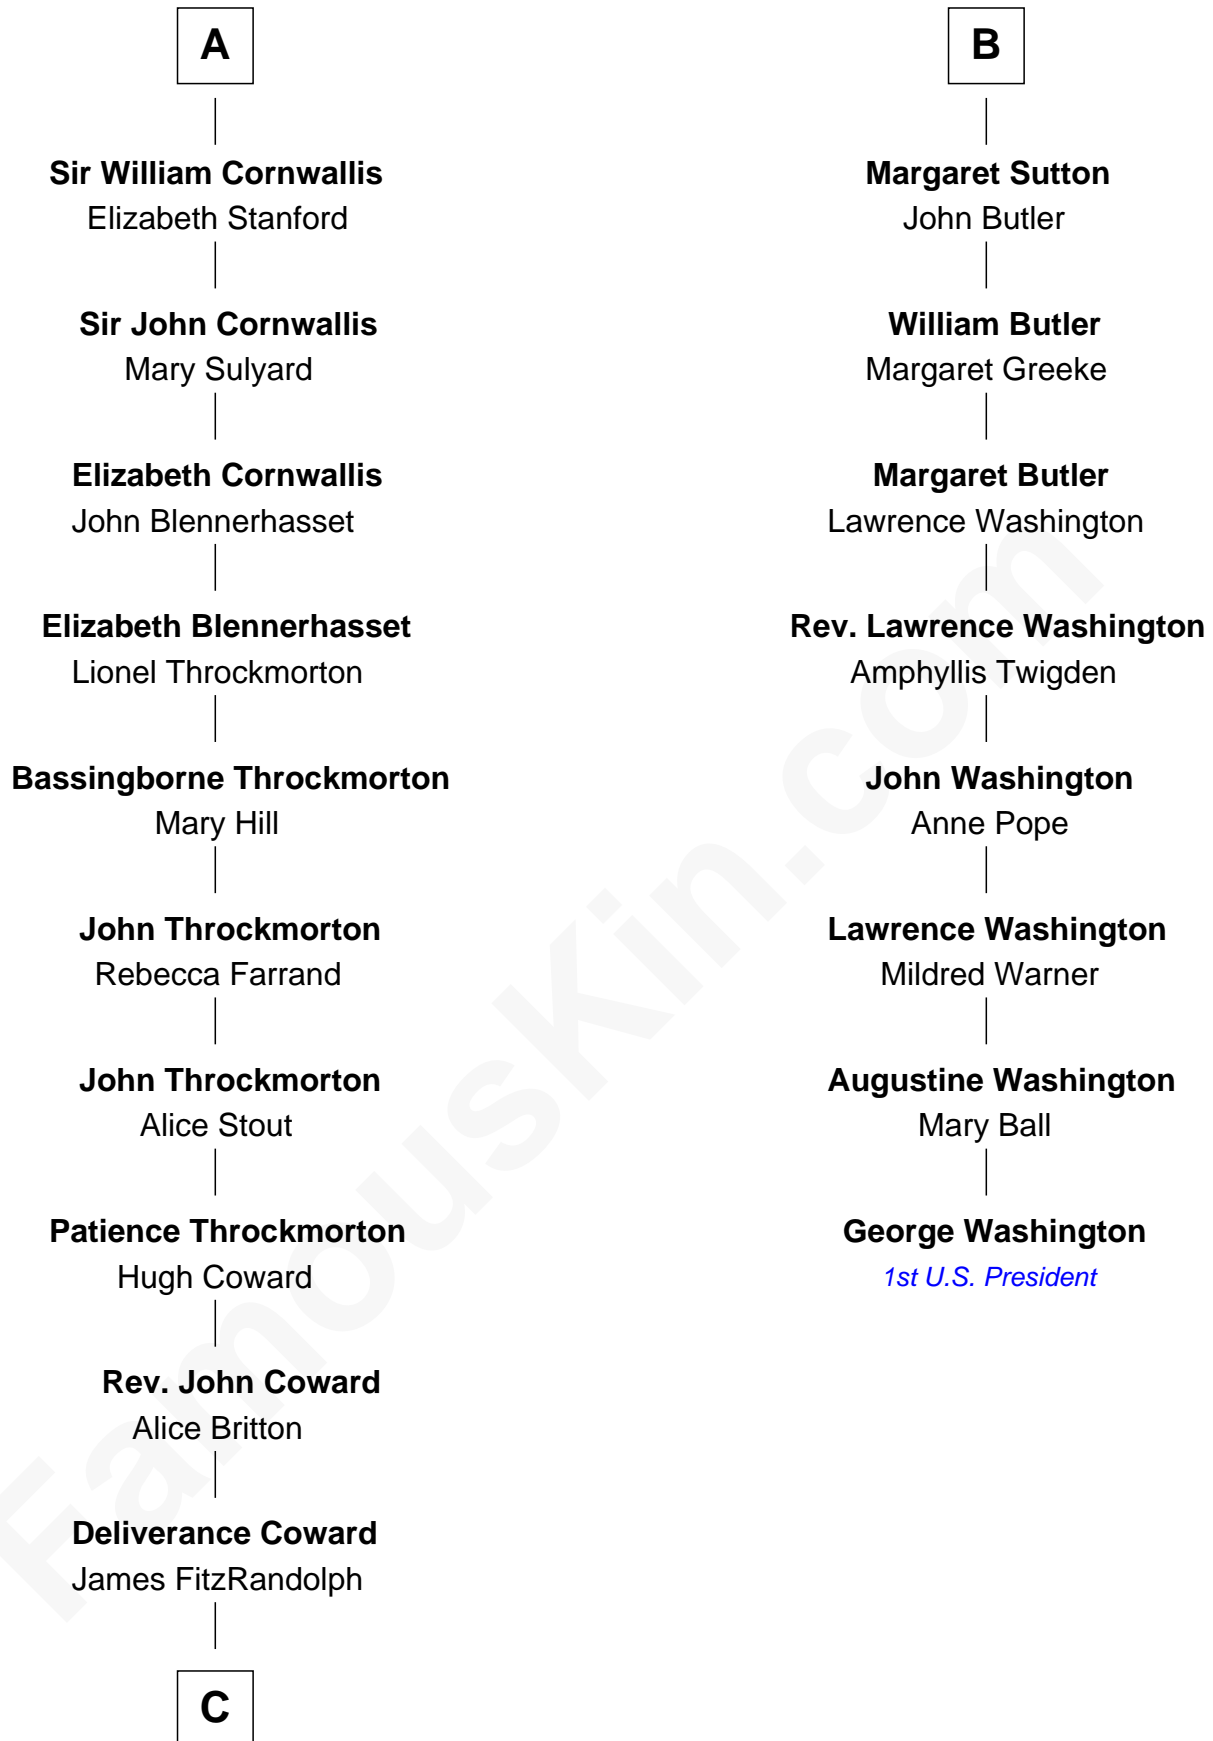 A
Sir William Cornwallis
Elizabeth Stanford
Sir John Cornwallis
Mary Sulyard
Elizabeth Cornwallis
John Blennerhasset
Elizabeth Blennerhasset
Lionel Throckmorton
Bassingborne Throckmorton
Mary Hill
John Throckmorton
Rebecca Farrand
John Throckmorton
Alice Stout
Patience Throckmorton
Hugh Coward
Rev. John Coward
Alice Britton
Deliverance Coward
James FitzRandolph
C
B
Margaret Sutton
John Butler
William Butler
Margaret Greeke
Margaret Butler
Lawrence Washington
Rev. Lawrence Washington
Amphyllis Twigden
John Washington
Anne Pope
Lawrence Washington
Mildred Warner
Augustine Washington
Mary Ball
George Washington
1st U.S. President
FamousKin.com